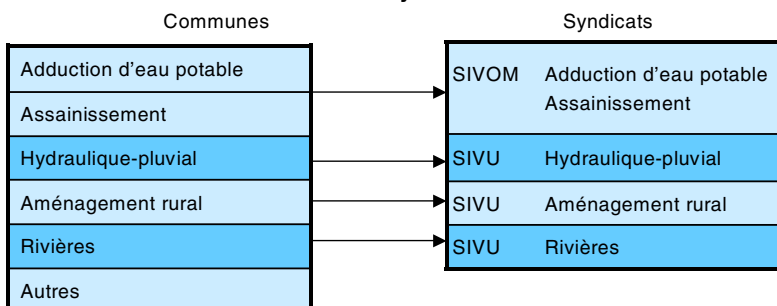 Communes
Syndicats
Adduction d'eau potable
Assainissement
Hydraulique-pluvial
Aménagement rural
Rivières
Autres
SIVOM Adduction d'eau potable
Assainissement
SIVU Hydraulique-pluvial
SIVU Aménagement rural
SIVU Rivières